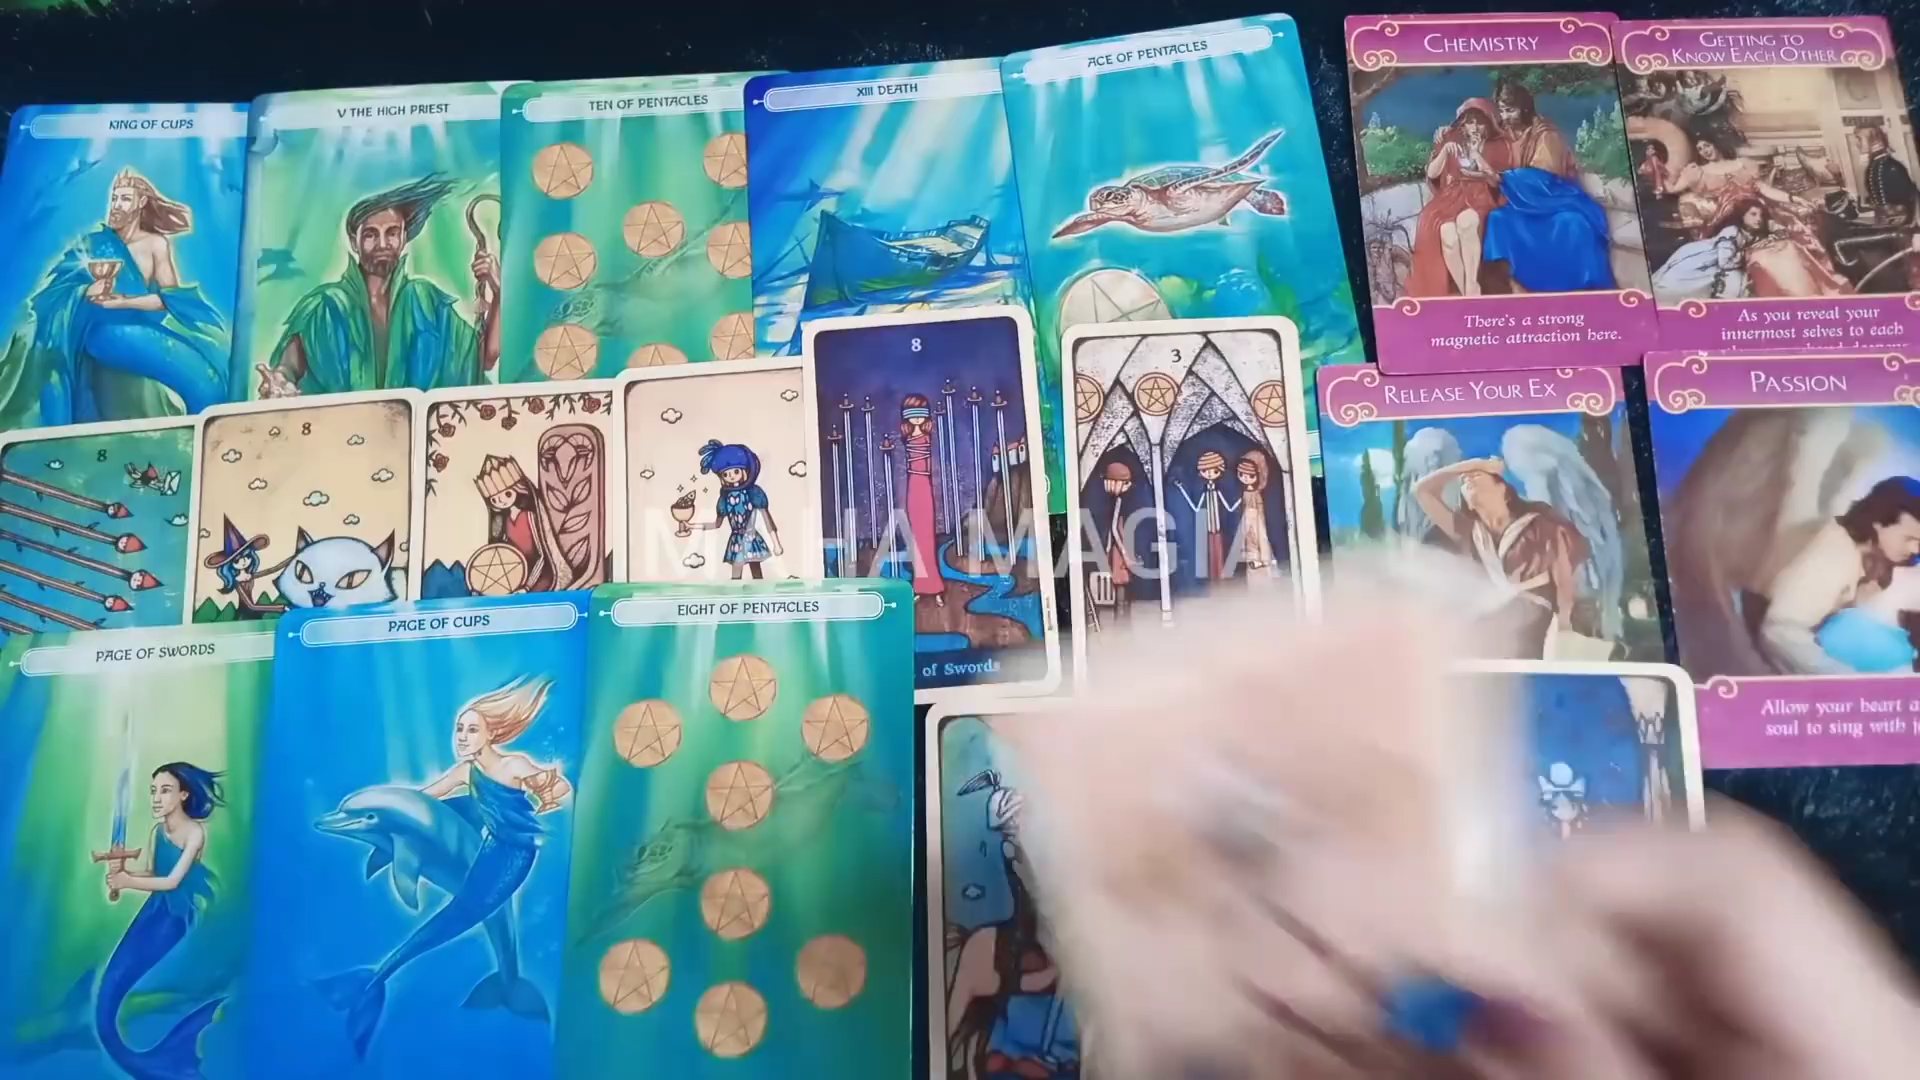 KING OF CUPS
V THE HIGH PRIEST
TEN OF PENTACLES
XIII DEATH
ACE OF PENTACLES
CHEMISTRY
There's a strong
magnetic attraction here.
GETTING TO
KNOW EACH OTHER
As you reveal your
innermost selves to each
8
8
8
of Swords
3
RELEASE YOUR EX
PASSION
Allow your heart a
soul to sing with
MAHA MAGIA
PAGE OF SWORDS
PAGE OF CUPS
EIGHT OF PENTACLES